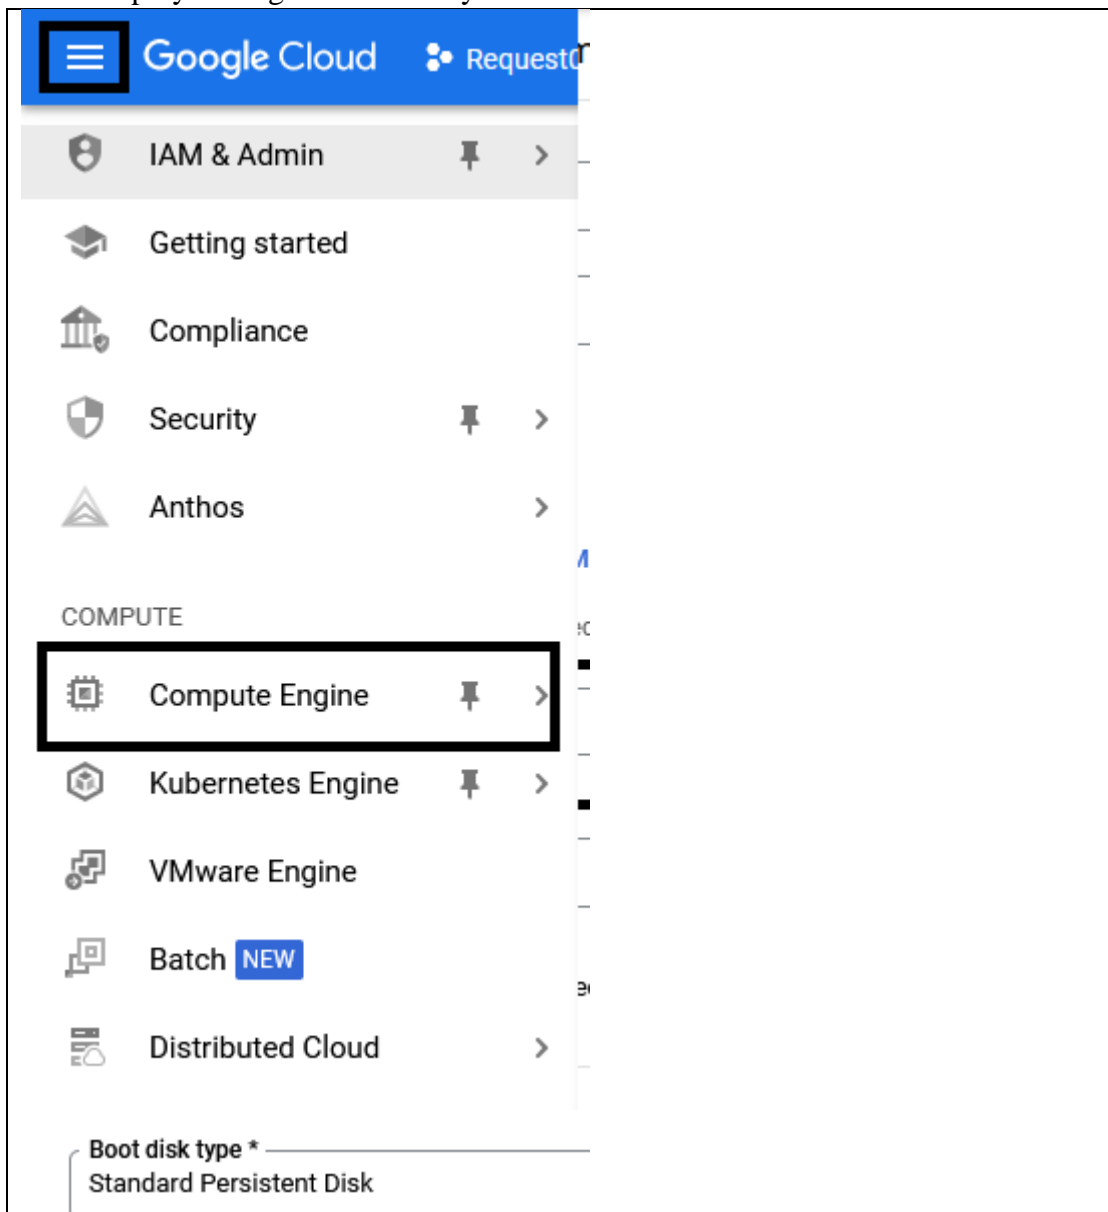 Google Cloud Request
IAM & Admin
Getting started
Compliance
Security
Anthos
COMPUTE
Compute Engine
Kubernetes Engine
VMware Engine
Batch NEW
Distributed Cloud
Boot disk type *
Standard Persistent Disk